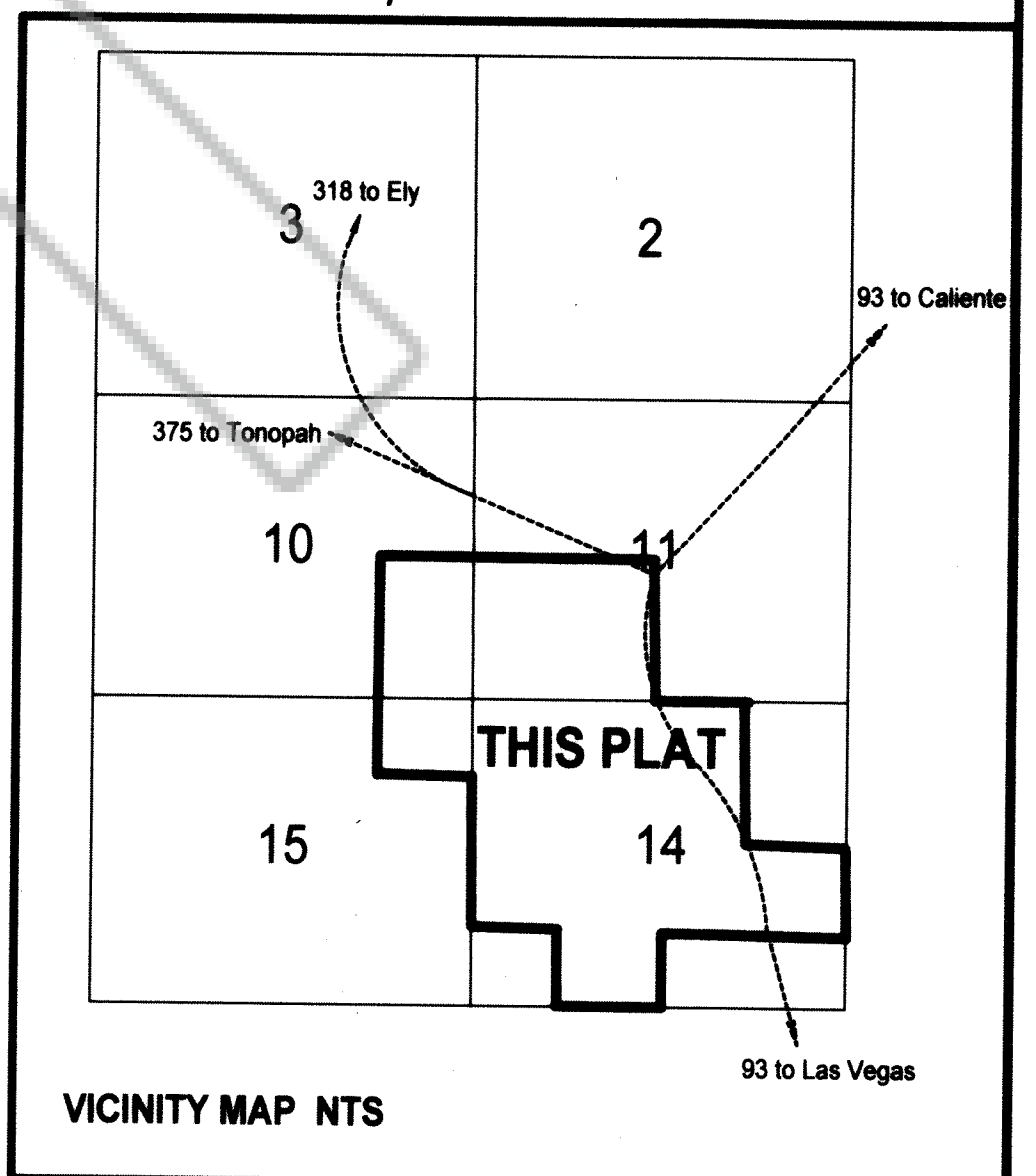 318 to Ely
3
2
93 to Caliente
375 to Tonopah
10
11
THIS PLAT
15
14
93 to Las Vegas
VICINITY MAP NTS